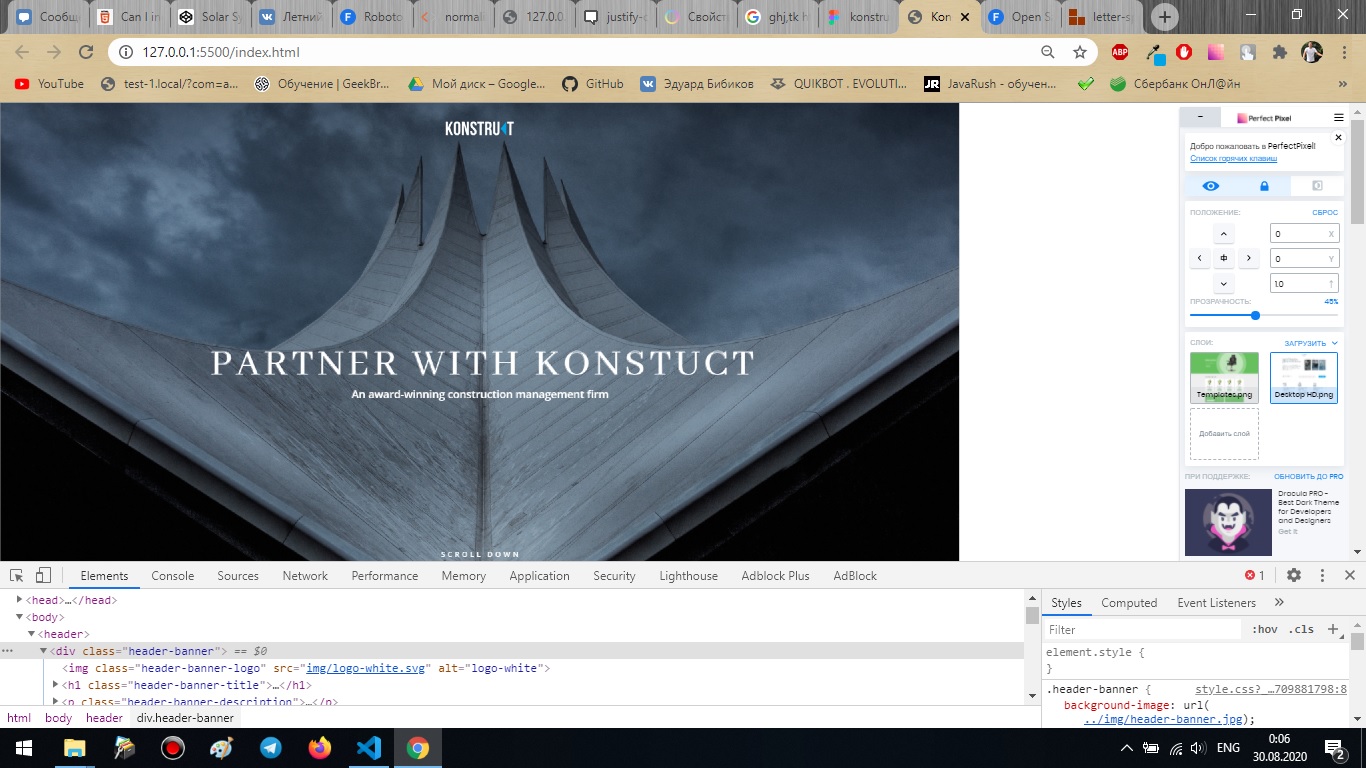 Сообщ Can I in Solar Sy Летний Roboto normali 127.0.0. justify-c Свойст ghj,tk h konstru Kon Open S letter-sp
127.0.0.1:5500/index.html
YouTube test-1.local/?com=a... Обучение | GeekBr... Мой диск – Google... GitHub Эдуард Бибиков QUIKBOT . EVOLUTI... JavaRush - обучен... Сбербанк ОнЛ@йн »
KONSTRUKT
PARTNER WITH KONSTUCT
An award-winning construction management firm
SCROLL DOWN
Perfect Pixel
Добро пожаловать в PerfectPixel!
Список горячих клавиш
ПОЛОЖЕНИЕ: СБРОС
0 X
0 Y
1.0
ПРОЗРАЧНОСТЬ: 45%
СЛОИ: ЗАГРУЗИТЬ
Templates.png Desktop HD.png
Добавить слой
ПРИ ПОДДЕРЖКЕ: ОБНОВИТЬ ДО PRO
Dracula PRO -
Best Dark Theme
for Developers
and Designers
Get It
Elements Console Sources Network Performance Memory Application Security Lighthouse Adblock Plus AdBlock 1
<head>…</head>
<body>
<header>
<div class="header-banner"> == $0
<img class="header-banner-logo" src="img/logo-white.svg" alt="logo-white">
<h1 class="header-banner-title">…</h1>
<p class="header-banner-description">…</p>
html body header div.header-banner
Styles Computed Event Listeners »
Filter :hov .cls +
element.style {
}
.header-banner { style.css?_…709881798:8
background-image: url(
../img/header-banner.jpg);
ENG
0:06
30.08.2020
2